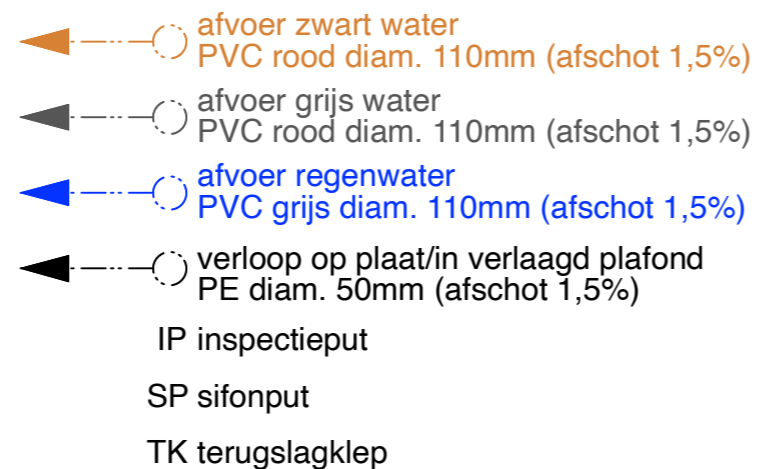 afvoer zwart water
PVC rood diam. 110mm (afschot 1,5%)
afvoer grijs water
PVC rood diam. 110mm (afschot 1,5%)
afvoer regenwater
PVC grijs diam. 110mm (afschot 1,5%)
verloop op plaat/in verlaagd plafond
PE diam. 50mm (afschot 1,5%)
IP inspectieput
SP sifonput
TK terugslagklep